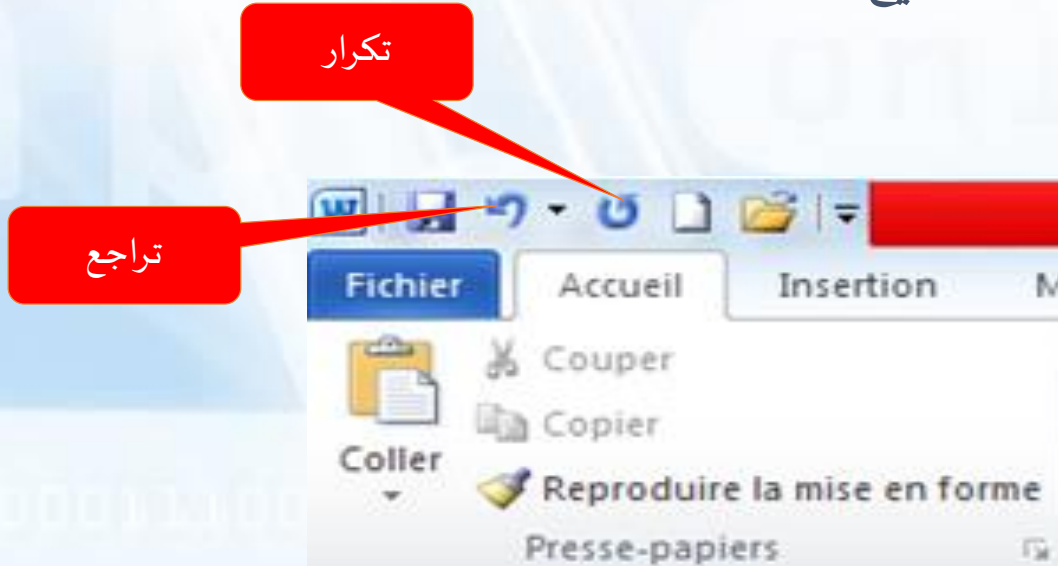 تكرار
تراجع
Fichier Accueil Insertion
Couper
Copier
Coller
Reproduire la mise en forme
Presse-papiers